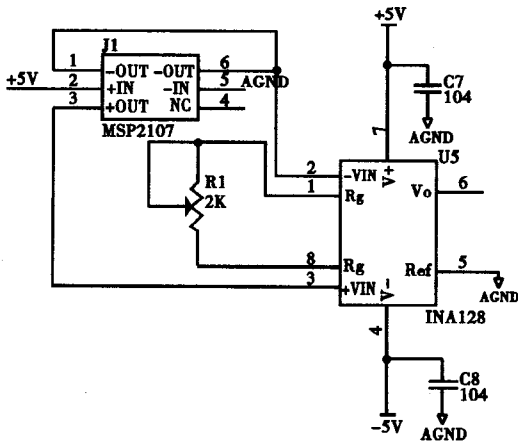 +5V
J1
1
-OUT
-OUT
6
+5V
2
+IN
-IN
5
AGND
3
+OUT
NC
4
MSP2107
C7
104
7
AGND
U5
R1
2K
2
-VIN
V+
1
Rg
Vo
6
8
Rg
Ref
5
3
+VIN
V-
AGND
INA128
4
C8
104
-5V
AGND